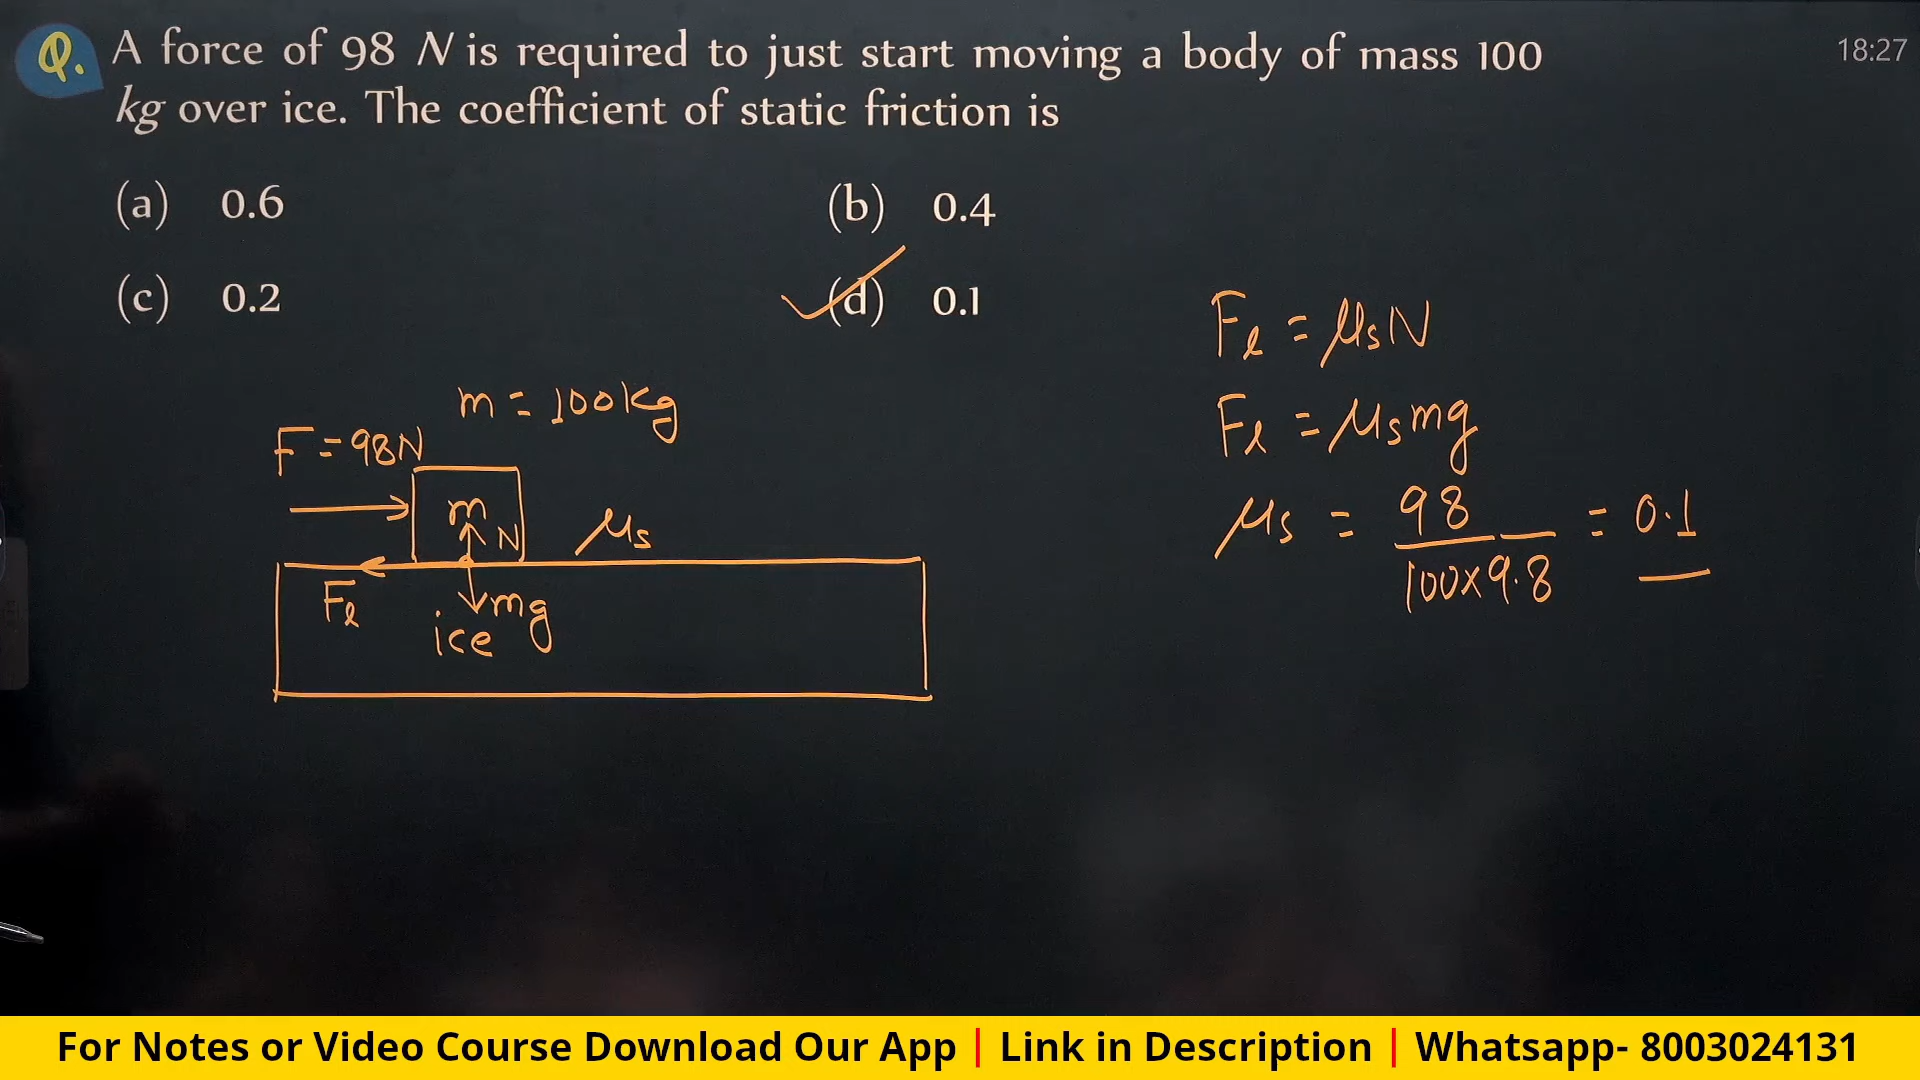 Q. A force of 98 N is required to just start moving a body of mass 100
kg over ice. The coefficient of static friction is
18:27
(a) 0.6
(b) 0.4
(c) 0.2
(d) 0.1
m = 100kg
F = 98N
m
N
μs
Fl
mg
ice
Fl = μsN
Fl = μsmg
μs = 98 / 100×9.8 = 0.1
For Notes or Video Course Download Our App | Link in Description | Whatsapp- 8003024131